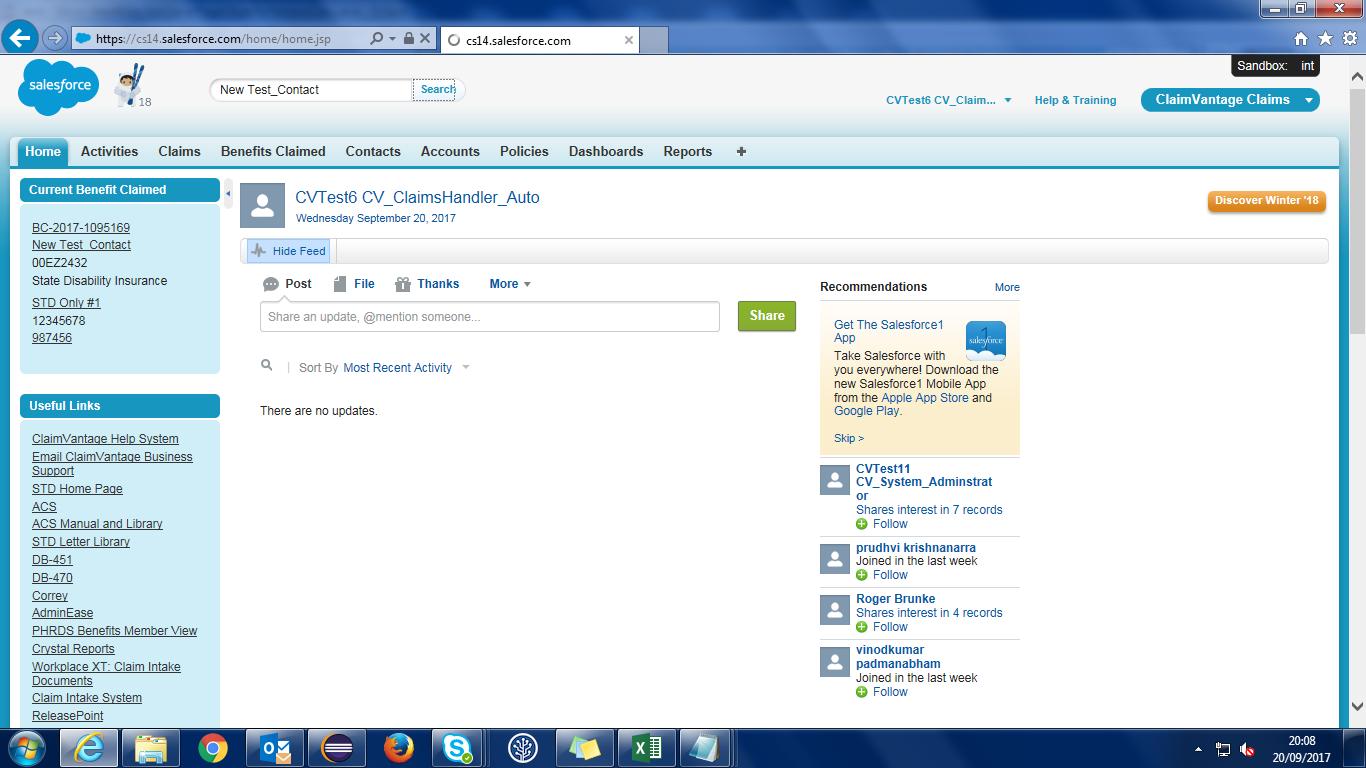 https://cs14.salesforce.com/home/home.jsp
cs14.salesforce.com
Sandbox: int
salesforce
18
New Test_Contact
Search
CVTest6 CV_Claim...
Help & Training
ClaimVantage Claims
Home Activities Claims Benefits Claimed Contacts Accounts Policies Dashboards Reports
Current Benefit Claimed
BC-2017-1095169
New Test_Contact
00EZ2432
State Disability Insurance
STD Only #1
12345678
987456
Useful Links
ClaimVantage Help System
Email ClaimVantage Business
Support
STD Home Page
ACS
ACS Manual and Library
STD Letter Library
DB-451
DB-470
Correy
AdminEase
PHRDS Benefits Member View
Crystal Reports
Workplace XT: Claim Intake
Documents
Claim Intake System
ReleasePoint
CVTest6 CV_ClaimsHandler_Auto
Wednesday September 20, 2017
Discover Winter '18
Hide Feed
Post File Thanks More
Share an update, @mention someone...
Share
Sort By Most Recent Activity
There are no updates.
Recommendations More
Get The Salesforce1
App
1
salesforce
Take Salesforce with
you everywhere! Download the
new Salesforce1 Mobile App
from the Apple App Store and
Google Play.
Skip >
CVTest11
CV_System_Adminstrat
or
Shares interest in 7 records
Follow
prudhvi krishnanarra
Joined in the last week
Follow
Roger Brunke
Shares interest in 4 records
Follow
vinodkumar
padmanabham
Joined in the last week
Follow
20:08
20/09/2017